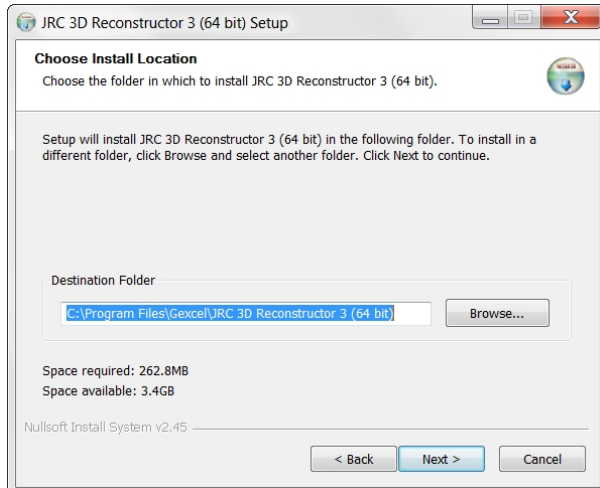 JRC 3D Reconstructor 3 (64 bit) Setup
Choose Install Location
Choose the folder in which to install JRC 3D Reconstructor 3 (64 bit).
Setup will install JRC 3D Reconstructor 3 (64 bit) in the following folder. To install in a
different folder, click Browse and select another folder. Click Next to continue.
Destination Folder
C:\Program Files\Gexcel\JRC 3D Reconstructor 3 (64 bit)
Browse...
Space required: 262.8MB
Space available: 3.4GB
Nullsoft Install System v2.45
< Back Next > Cancel